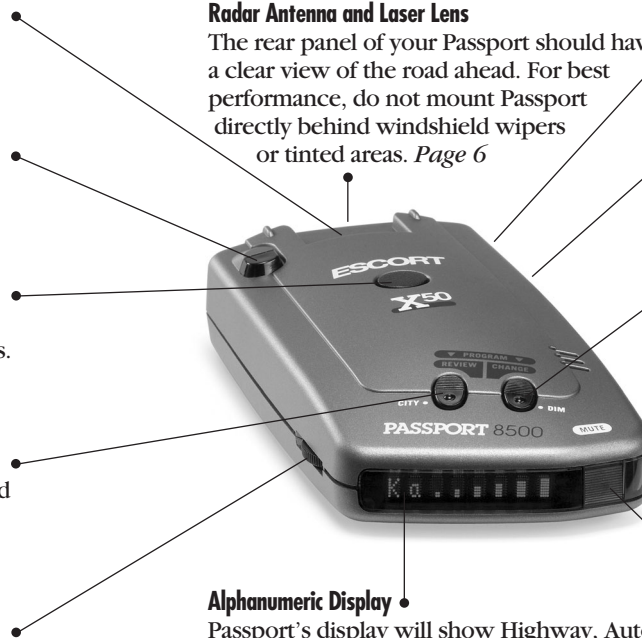 Radar Antenna and Laser Lens
The rear panel of your Passport should hav
a clear view of the road ahead. For best
performance, do not mount Passport
directly behind windshield wipers
or tinted areas. Page 6
s.
d
ESCORT
X50
PROGRAM
REVIEW CHANGE
CITY • • DIM
PASSPORT 8500 MUTE
Ka
Alphanumeric Display
Passport’s display will show Highway, Aut